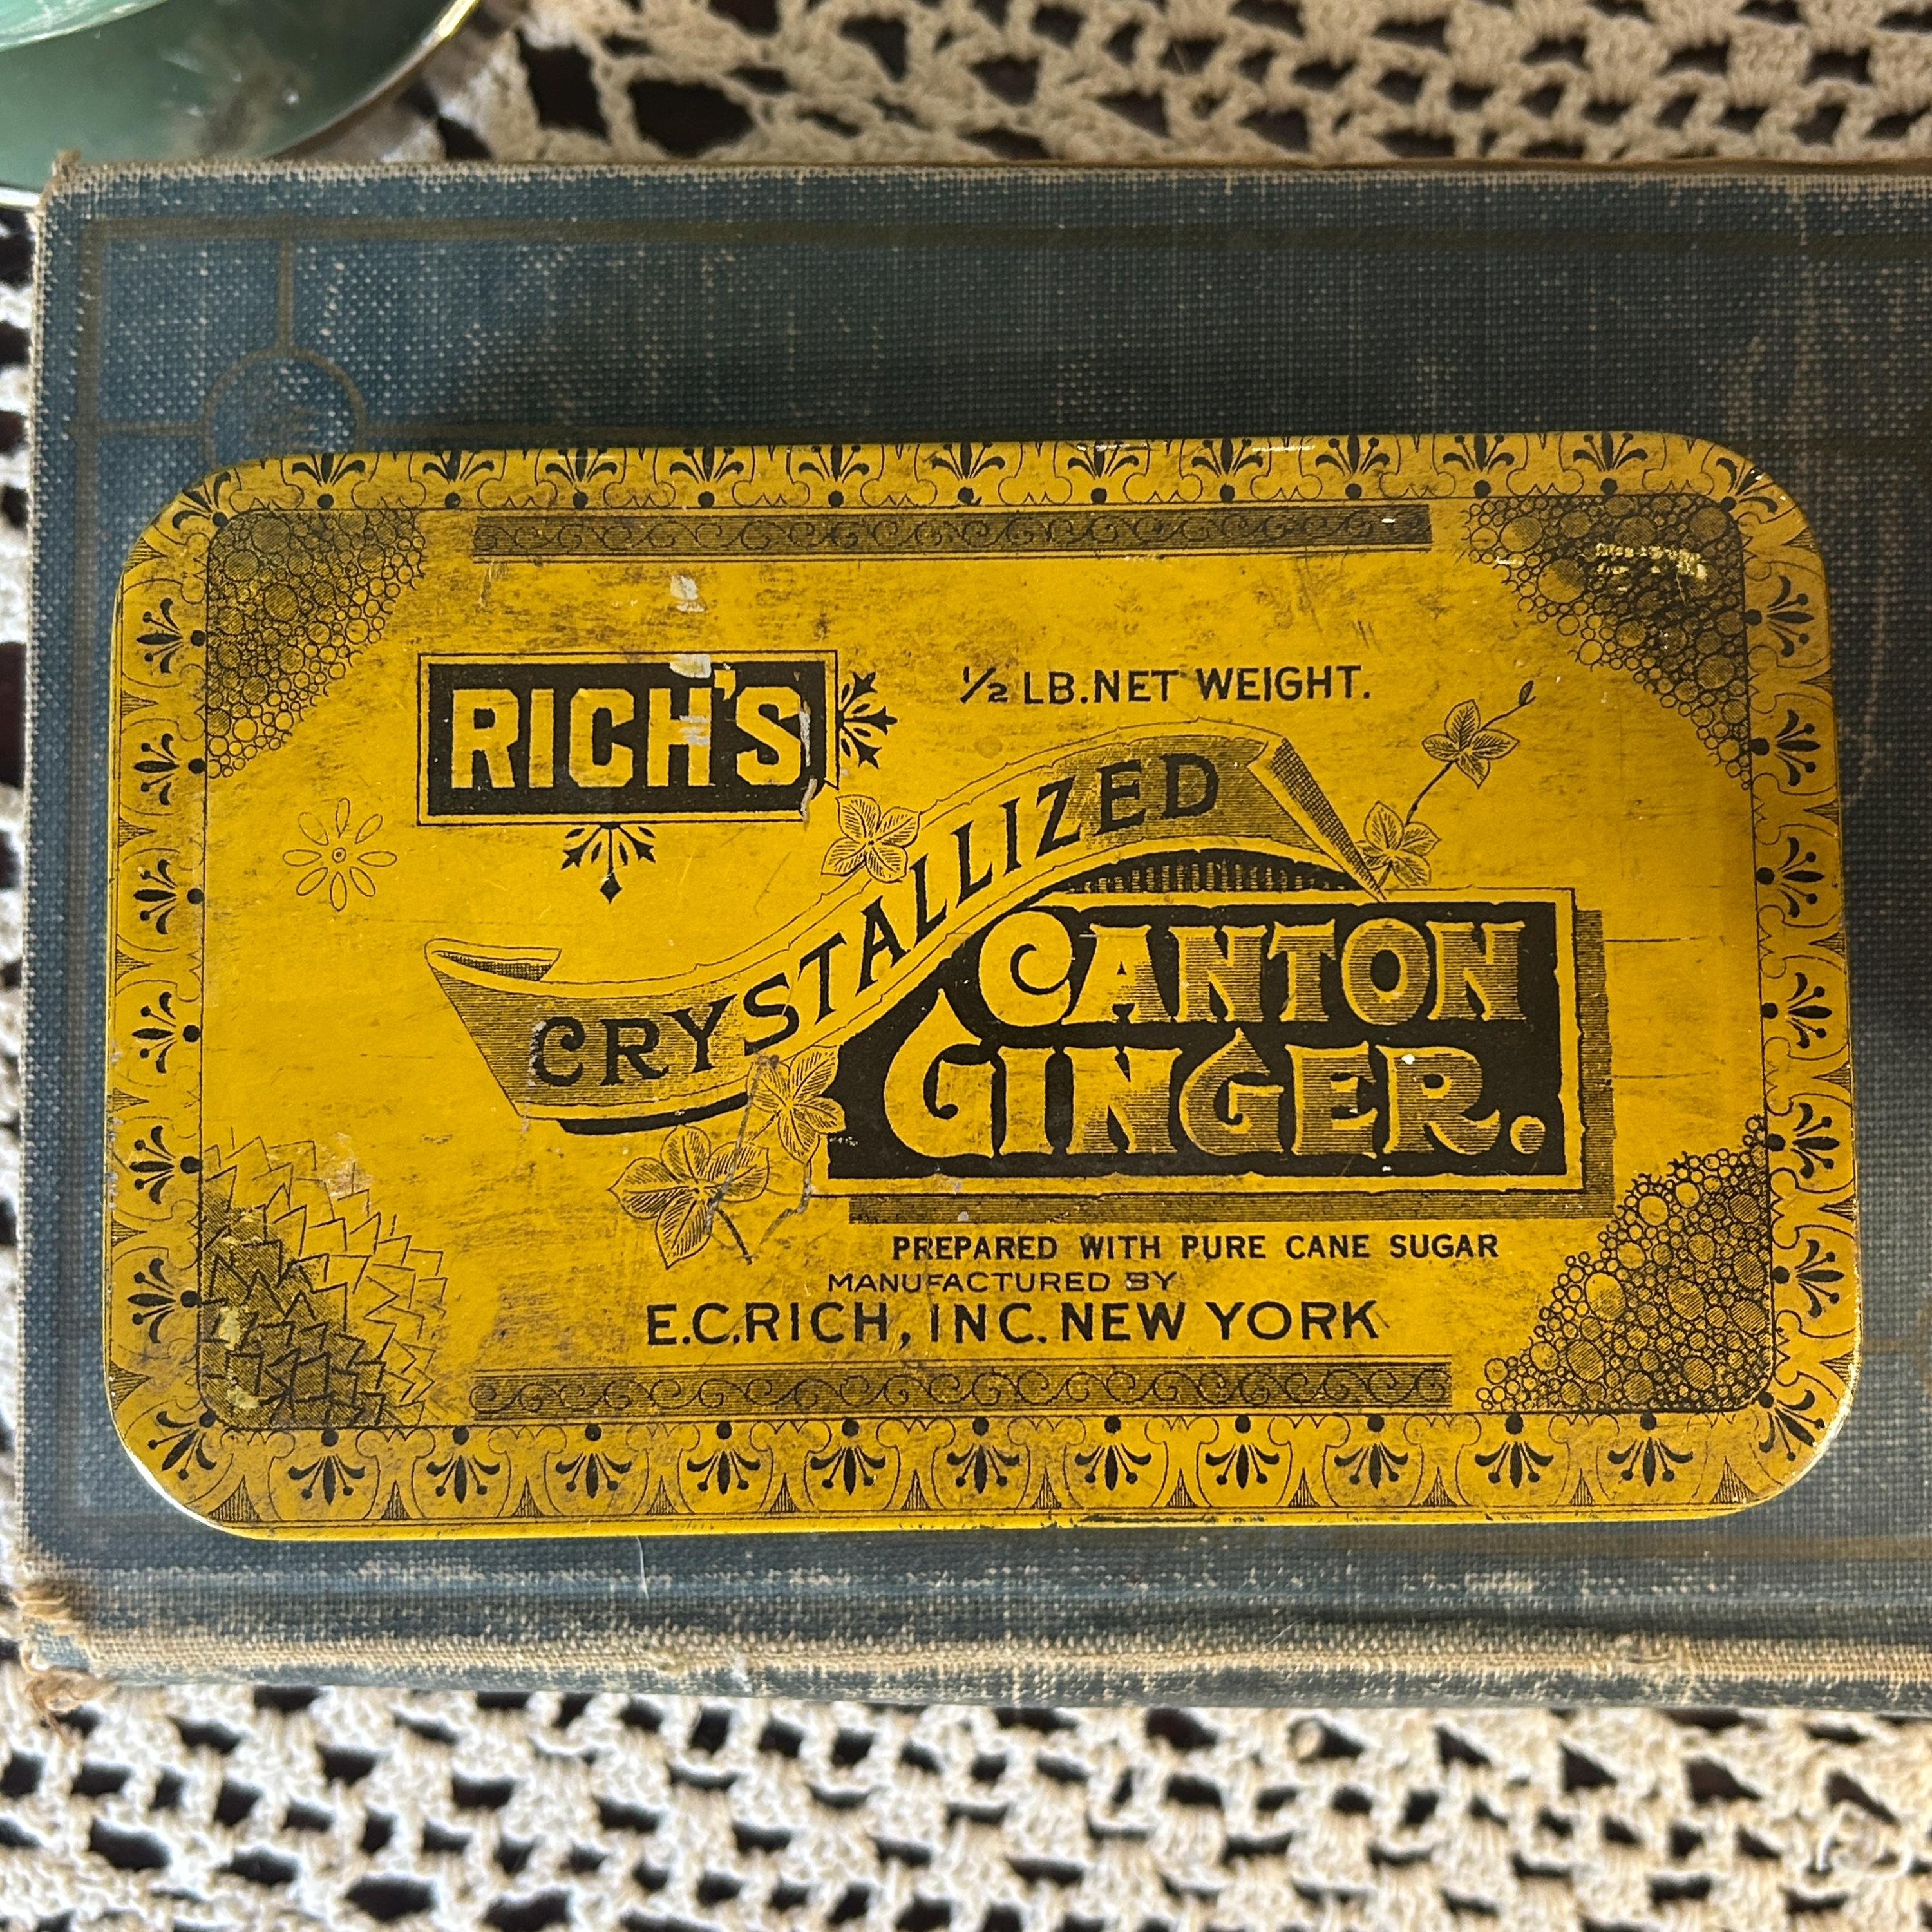 RICH'S
½ LB. NET WEIGHT.
CRYSTALLIZED
CANTON
GINGER.
PREPARED WITH PURE CANE SUGAR
MANUFACTURED BY
E.C.RICH, INC. NEW YORK